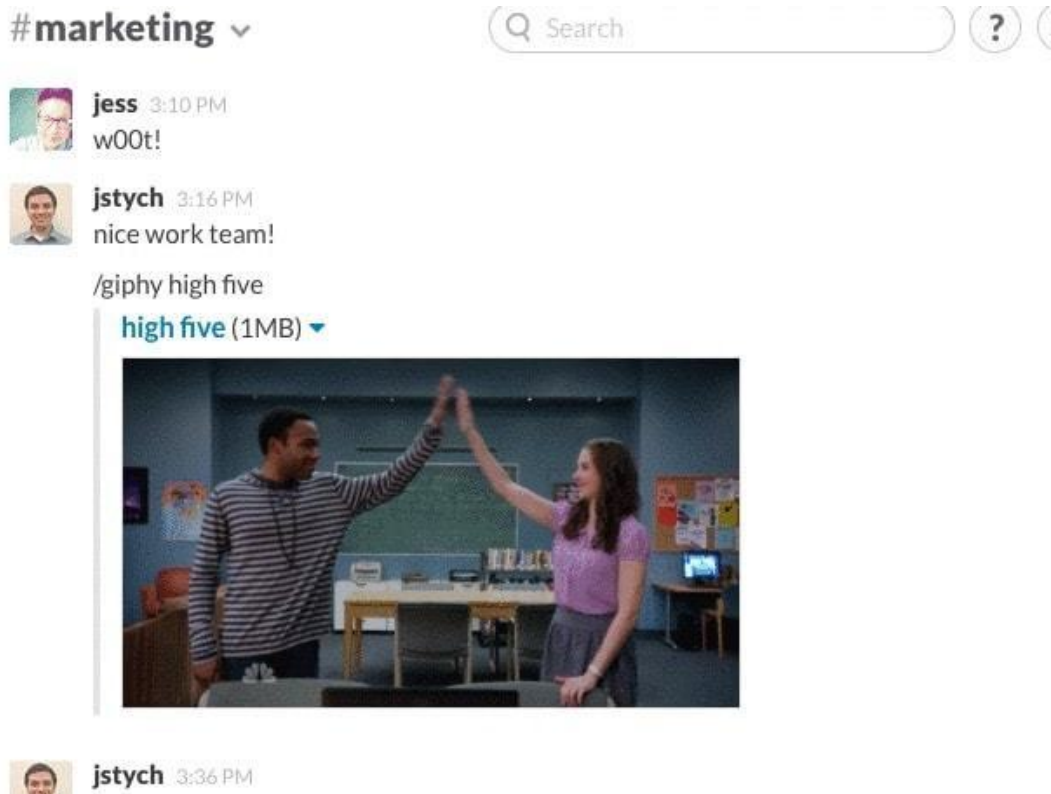 #marketing
Search
?
jess 3:10 PM
w00t!
jstych 3:16 PM
nice work team!
/giphy high five
high five (1MB)
jstych 3:36 PM